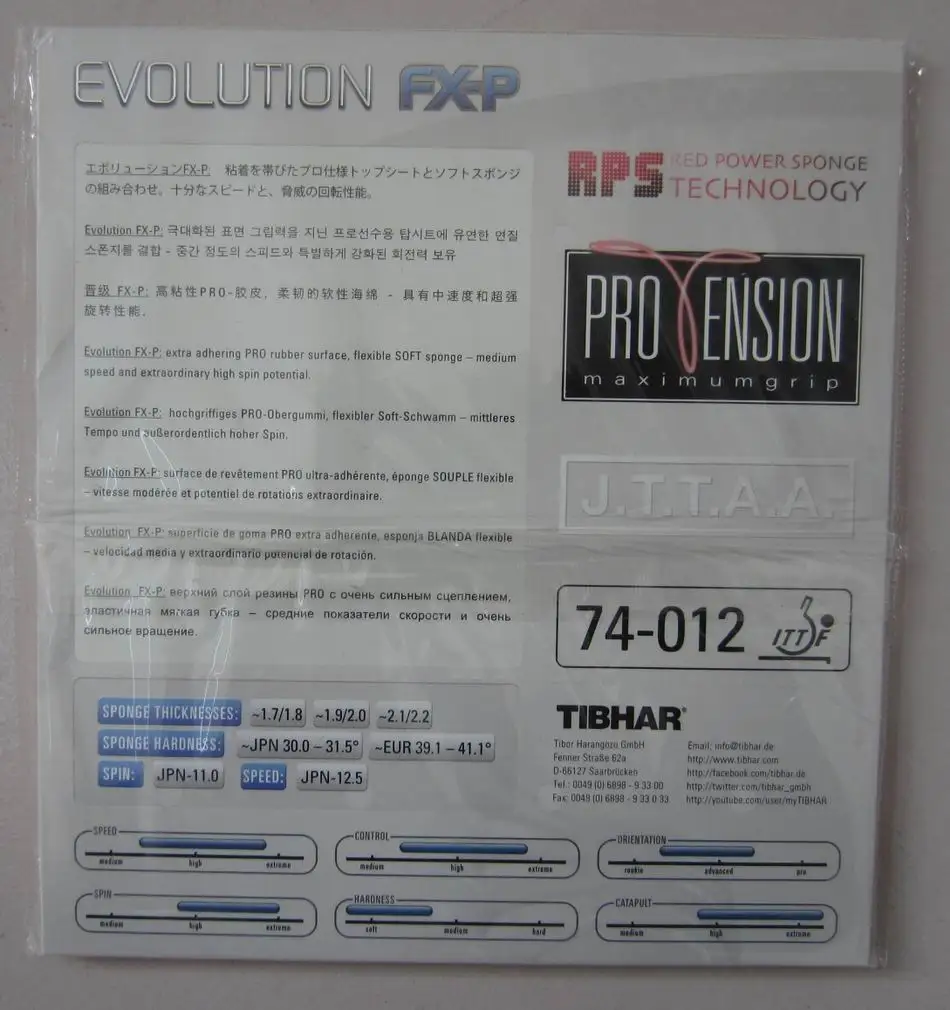 EVOLUTION FX-P
エボリューションFX-P: 粘着を帯びたプロ仕様トップシートとソフトスポンジ
の組み合わせ。十分なスピードと、脅威の回転性能。
Evolution FX-P: 극대화된 표면 그립력을 지닌 프로선수용 탑시트에 유연한 연질
스폰지를 결합 - 중간 정도의 스피드와 특별하게 강화된 회전력 보유
晋级 FX-P: 高粘性PRO-胶皮, 柔韧的软性海绵 - 具有中速度和超强
旋转性能.
Evolution FX-P: extra adhering PRO rubber surface, flexible SOFT sponge – medium
speed and extraordinary high spin potential.
Evolution FX-P: hochgriffiges PRO-Obergummi, flexibler Soft-Schwamm – mittleres
Tempo und außerordentlich hoher Spin.
Evolution FX-P: surface de revêtement PRO ultra-adhérente, éponge SOUPLE flexible
– vitesse modérée et potentiel de rotations extraordinaire.
Evolution FX-P: superficie de goma PRO extra adherente, esponja BLANDA flexible
– velocidad media y extraordinario potencial de rotación.
Evolution FX-P: верхний слой резины PRO с очень сильным сцеплением,
эластичная мягкая губка – средние показатели скорости и очень
сильное вращение.
RPS RED POWER SPONGE
TECHNOLOGY
PRO TENSION
maximumgrip
J.T.T.A.A.
74-012 ITTF
SPONGE THICKNESSES: ~1.7/1.8 ~1.9/2.0 ~2.1/2.2
SPONGE HARDNESS: ~JPN 30.0 – 31.5° ~EUR 39.1 – 41.1°
SPIN: JPN-11.0 SPEED: JPN-12.5
TIBHAR®
Tibor Harangozo GmbH
Fenner Straße 62a
D-66127 Saarbrücken
Tel.: 0049 (0) 6898 - 9 33 00
Fax: 0049 (0) 6898 - 9 33 0 33
Email: info@tibhar.de
http://www.tibhar.com
http://facebook.com/tibhar.de
http://twitter.com/tibhar_gmbh
http://youtube.com/user/myTIBHAR
SPEED
medium high extreme
CONTROL
medium high extreme
ORIENTATION
rookie advanced pro
SPIN
medium high extreme
HARDNESS
soft medium hard
CATAPULT
medium high extreme